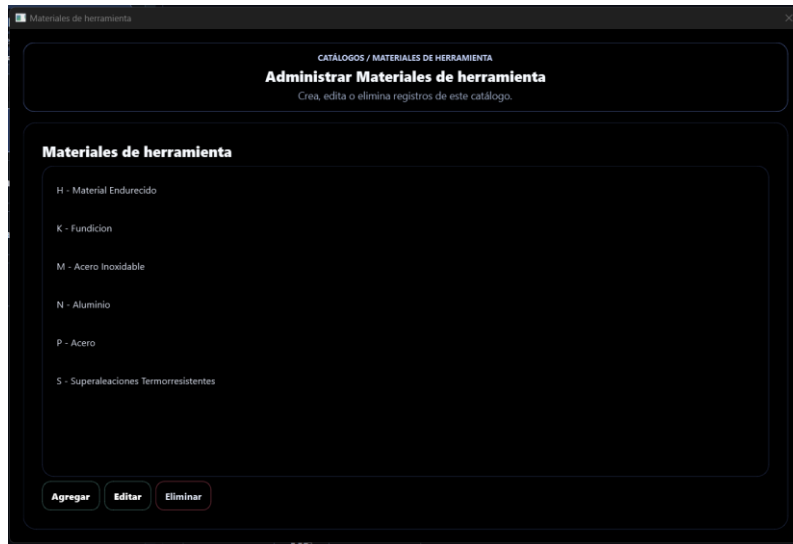 Materiales de herramienta
CATÁLOGOS / MATERIALES DE HERRAMIENTA
Administrar Materiales de herramienta
Crea, edita o elimina registros de este catálogo.
Materiales de herramienta
H - Material Endurecido
K - Fundicion
M - Acero Inoxidable
N - Aluminio
P - Acero
S - Superaleaciones Termorresistentes
Agregar Editar Eliminar